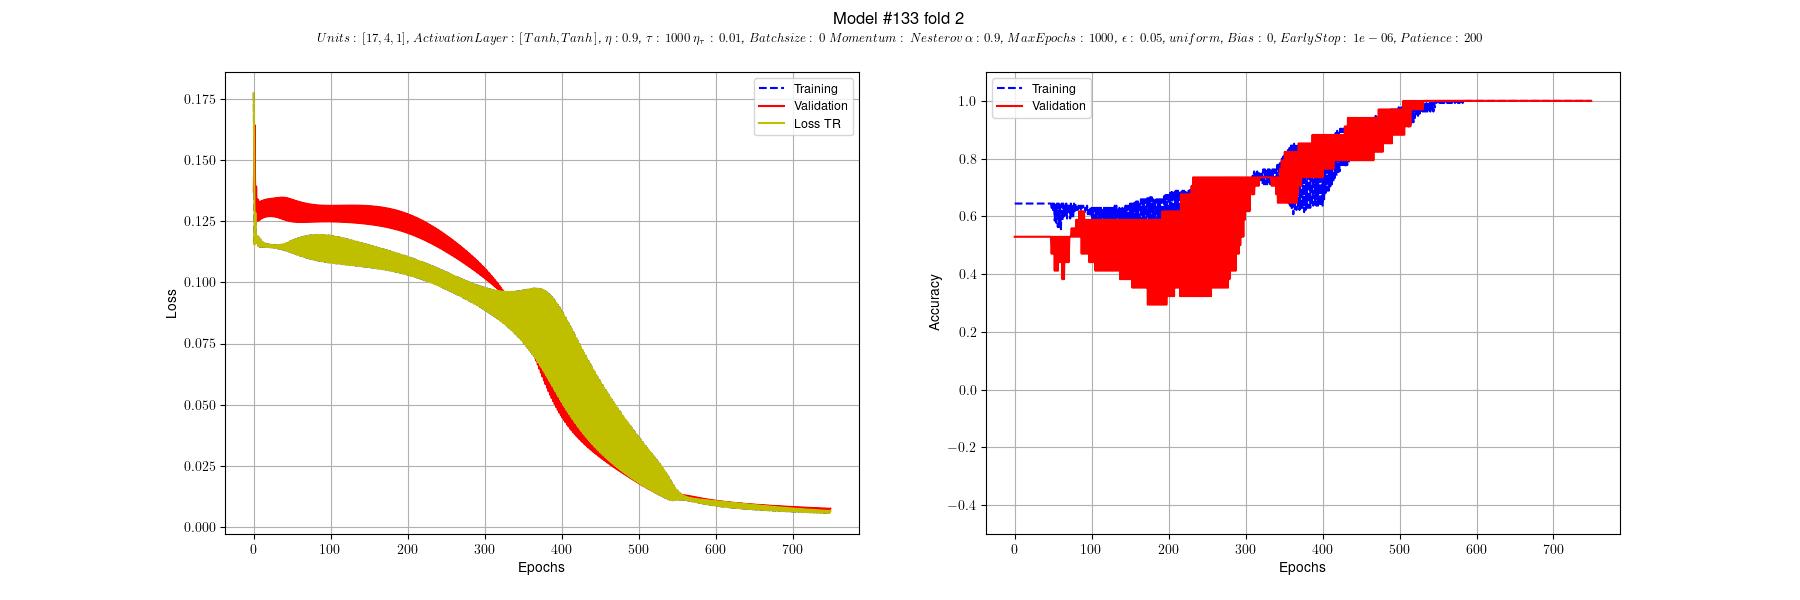 Model #133 fold 2
Units : [17, 4, 1], ActivationLayer : [Tanh, Tanh], η : 0.9, τ : 1000 ητ : 0.01, Batchsize : 0 Momentum : Nesterov α : 0.9, MaxEpochs : 1000, ϵ : 0.05, uniform, Bias : 0, EarlyStop : 1e − 06, Patience : 200
Training
Validation
Loss TR
0.175
0.150
0.125
0.100
0.075
0.050
0.025
0.000
Loss
0 100 200 300 400 500 600 700
Epochs
Training
Validation
1.0
0.8
0.6
0.4
0.2
0.0
−0.2
−0.4
Accuracy
0 100 200 300 400 500 600 700
Epochs